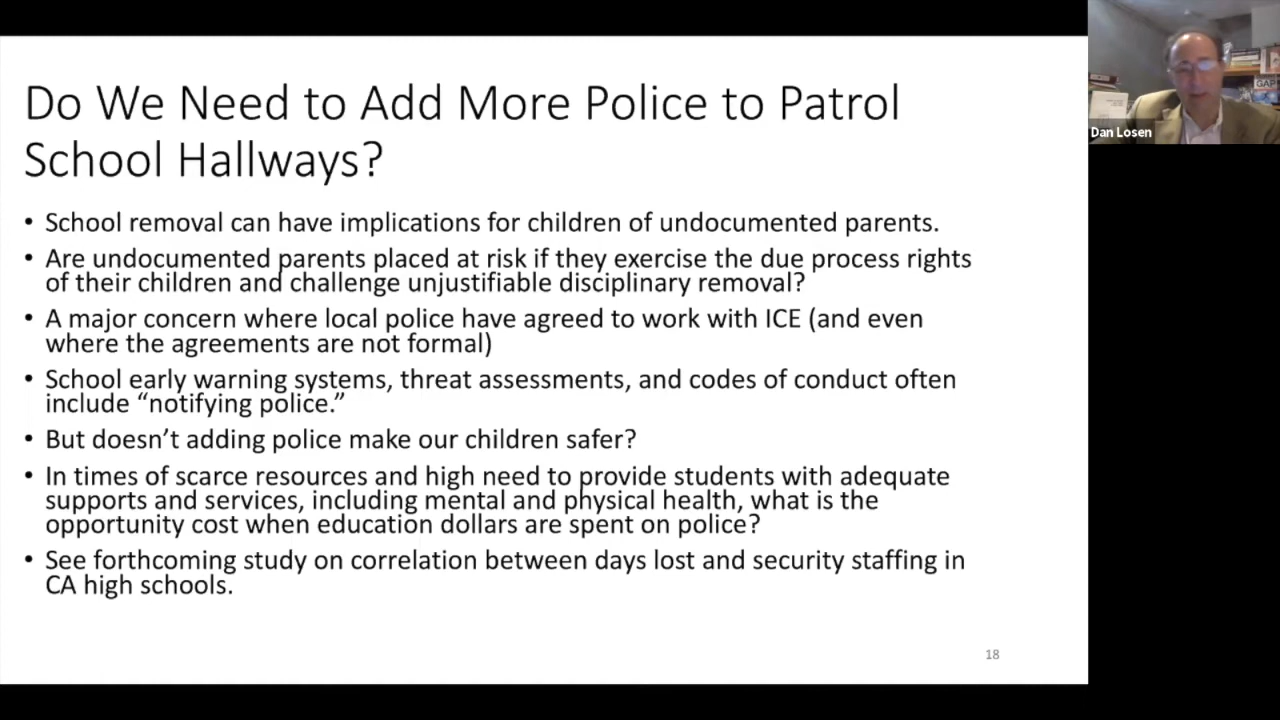 Do We Need to Add More Police to Patrol
School Hallways?
• School removal can have implications for children of undocumented parents.
• Are undocumented parents placed at risk if they exercise the due process rights
of their children and challenge unjustifiable disciplinary removal?
• A major concern where local police have agreed to work with ICE (and even
where the agreements are not formal)
• School early warning systems, threat assessments, and codes of conduct often
include “notifying police.”
• But doesn’t adding police make our children safer?
• In times of scarce resources and high need to provide students with adequate
supports and services, including mental and physical health, what is the
opportunity cost when education dollars are spent on police?
• See forthcoming study on correlation between days lost and security staffing in
CA high schools.
18
Dan Losen